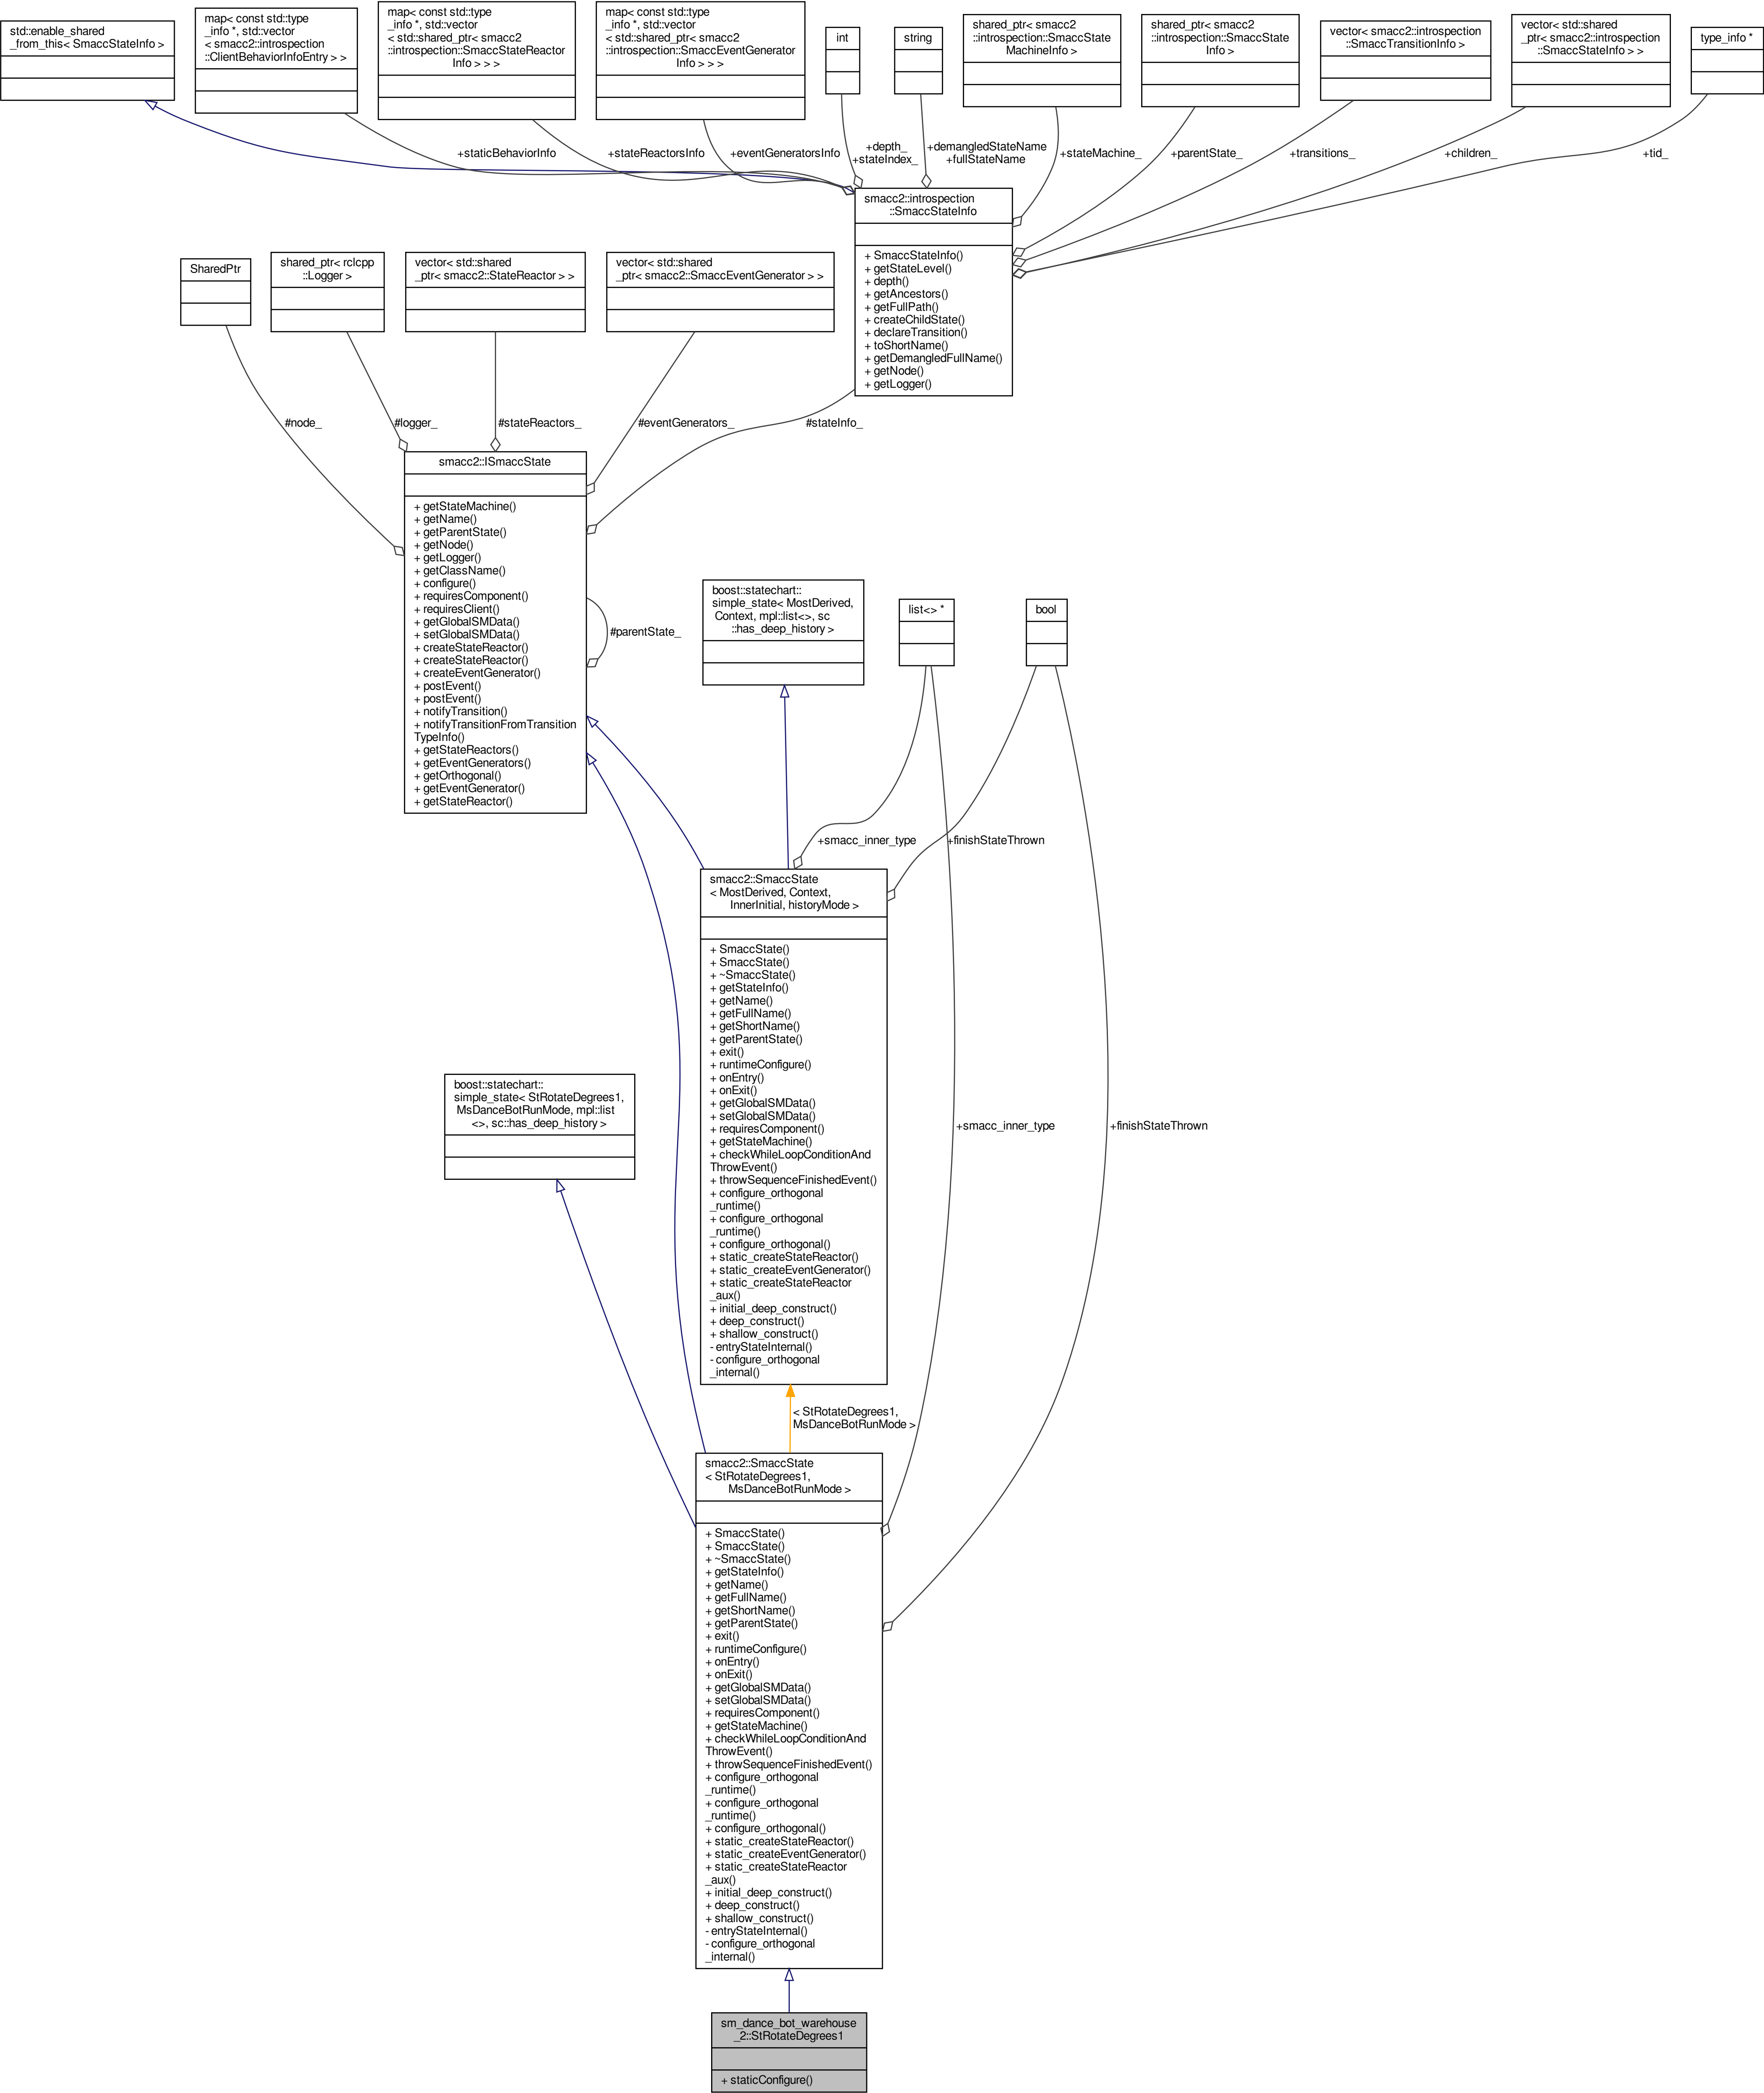 std::enable_shared
_from_this< SmaccStateInfo >
map< const std::type
_info *, std::vector
< smacc2::introspection
::ClientBehaviorInfoEntry > >
map< const std::type
_info *, std::vector
< std::shared_ptr< smacc2
::introspection::SmaccStateReactor
Info > > >
map< const std::type
_info *, std::vector
< std::shared_ptr< smacc2
::introspection::SmaccEventGenerator
Info > > >
int
string
shared_ptr< smacc2
::introspection::SmaccState
MachineInfo >
shared_ptr< smacc2
::introspection::SmaccState
Info >
vector< smacc2::introspection
::SmaccTransitionInfo >
vector< std::shared
_ptr< smacc2::introspection
::SmaccStateInfo > >
type_info *
+staticBehaviorInfo
+stateReactorsInfo
+eventGeneratorsInfo
+depth_
+stateIndex_
+demangledStateName
+fullStateName
+stateMachine_
+parentState_
+transitions_
+children_
+tid_
smacc2::introspection
::SmaccStateInfo
+ SmaccStateInfo()
+ getStateLevel()
+ depth()
+ getAncestors()
+ getFullPath()
+ createChildState()
+ declareTransition()
+ toShortName()
+ getDemangledFullName()
+ getNode()
+ getLogger()
SharedPtr
shared_ptr< rclcpp
::Logger >
vector< std::shared
_ptr< smacc2::StateReactor > >
vector< std::shared
_ptr< smacc2::SmaccEventGenerator > >
#node_
#logger_
#stateReactors_
#eventGenerators_
#stateInfo_
smacc2::ISmaccState
+ getStateMachine()
+ getName()
+ getParentState()
+ getNode()
+ getLogger()
+ getClassName()
+ configure()
+ requiresComponent()
+ requiresClient()
+ getGlobalSMData()
+ setGlobalSMData()
+ createStateReactor()
+ createStateReactor()
+ createEventGenerator()
+ postEvent()
+ postEvent()
+ notifyTransition()
+ notifyTransitionFromTransition
TypeInfo()
+ getStateReactors()
+ getEventGenerators()
+ getOrthogonal()
+ getEventGenerator()
+ getStateReactor()
#parentState_
boost::statechart::
simple_state< MostDerived,
Context, mpl::list<>, sc
::has_deep_history >
list<> *
bool
+smacc_inner_type
+finishStateThrown
smacc2::SmaccState
< MostDerived, Context,
InnerInitial, historyMode >
+ SmaccState()
+ SmaccState()
+ ~SmaccState()
+ getStateInfo()
+ getName()
+ getFullName()
+ getShortName()
+ getParentState()
+ exit()
+ runtimeConfigure()
+ onEntry()
+ onExit()
+ getGlobalSMData()
+ setGlobalSMData()
+ requiresComponent()
+ getStateMachine()
+ checkWhileLoopConditionAnd
ThrowEvent()
+ throwSequenceFinishedEvent()
+ configure_orthogonal
_runtime()
+ configure_orthogonal
_runtime()
+ configure_orthogonal()
+ static_createStateReactor()
+ static_createEventGenerator()
+ static_createStateReactor
_aux()
+ initial_deep_construct()
+ deep_construct()
+ shallow_construct()
- entryStateInternal()
- configure_orthogonal
_internal()
boost::statechart::
simple_state< StRotateDegrees1,
MsDanceBotRunMode, mpl::list
<>, sc::has_deep_history >
+smacc_inner_type
+finishStateThrown
< StRotateDegrees1,
MsDanceBotRunMode >
smacc2::SmaccState
< StRotateDegrees1,
MsDanceBotRunMode >
+ SmaccState()
+ SmaccState()
+ ~SmaccState()
+ getStateInfo()
+ getName()
+ getFullName()
+ getShortName()
+ getParentState()
+ exit()
+ runtimeConfigure()
+ onEntry()
+ onExit()
+ getGlobalSMData()
+ setGlobalSMData()
+ requiresComponent()
+ getStateMachine()
+ checkWhileLoopConditionAnd
ThrowEvent()
+ throwSequenceFinishedEvent()
+ configure_orthogonal
_runtime()
+ configure_orthogonal
_runtime()
+ configure_orthogonal()
+ static_createStateReactor()
+ static_createEventGenerator()
+ static_createStateReactor
_aux()
+ initial_deep_construct()
+ deep_construct()
+ shallow_construct()
- entryStateInternal()
- configure_orthogonal
_internal()
sm_dance_bot_warehouse
_2::StRotateDegrees1
+ staticConfigure()